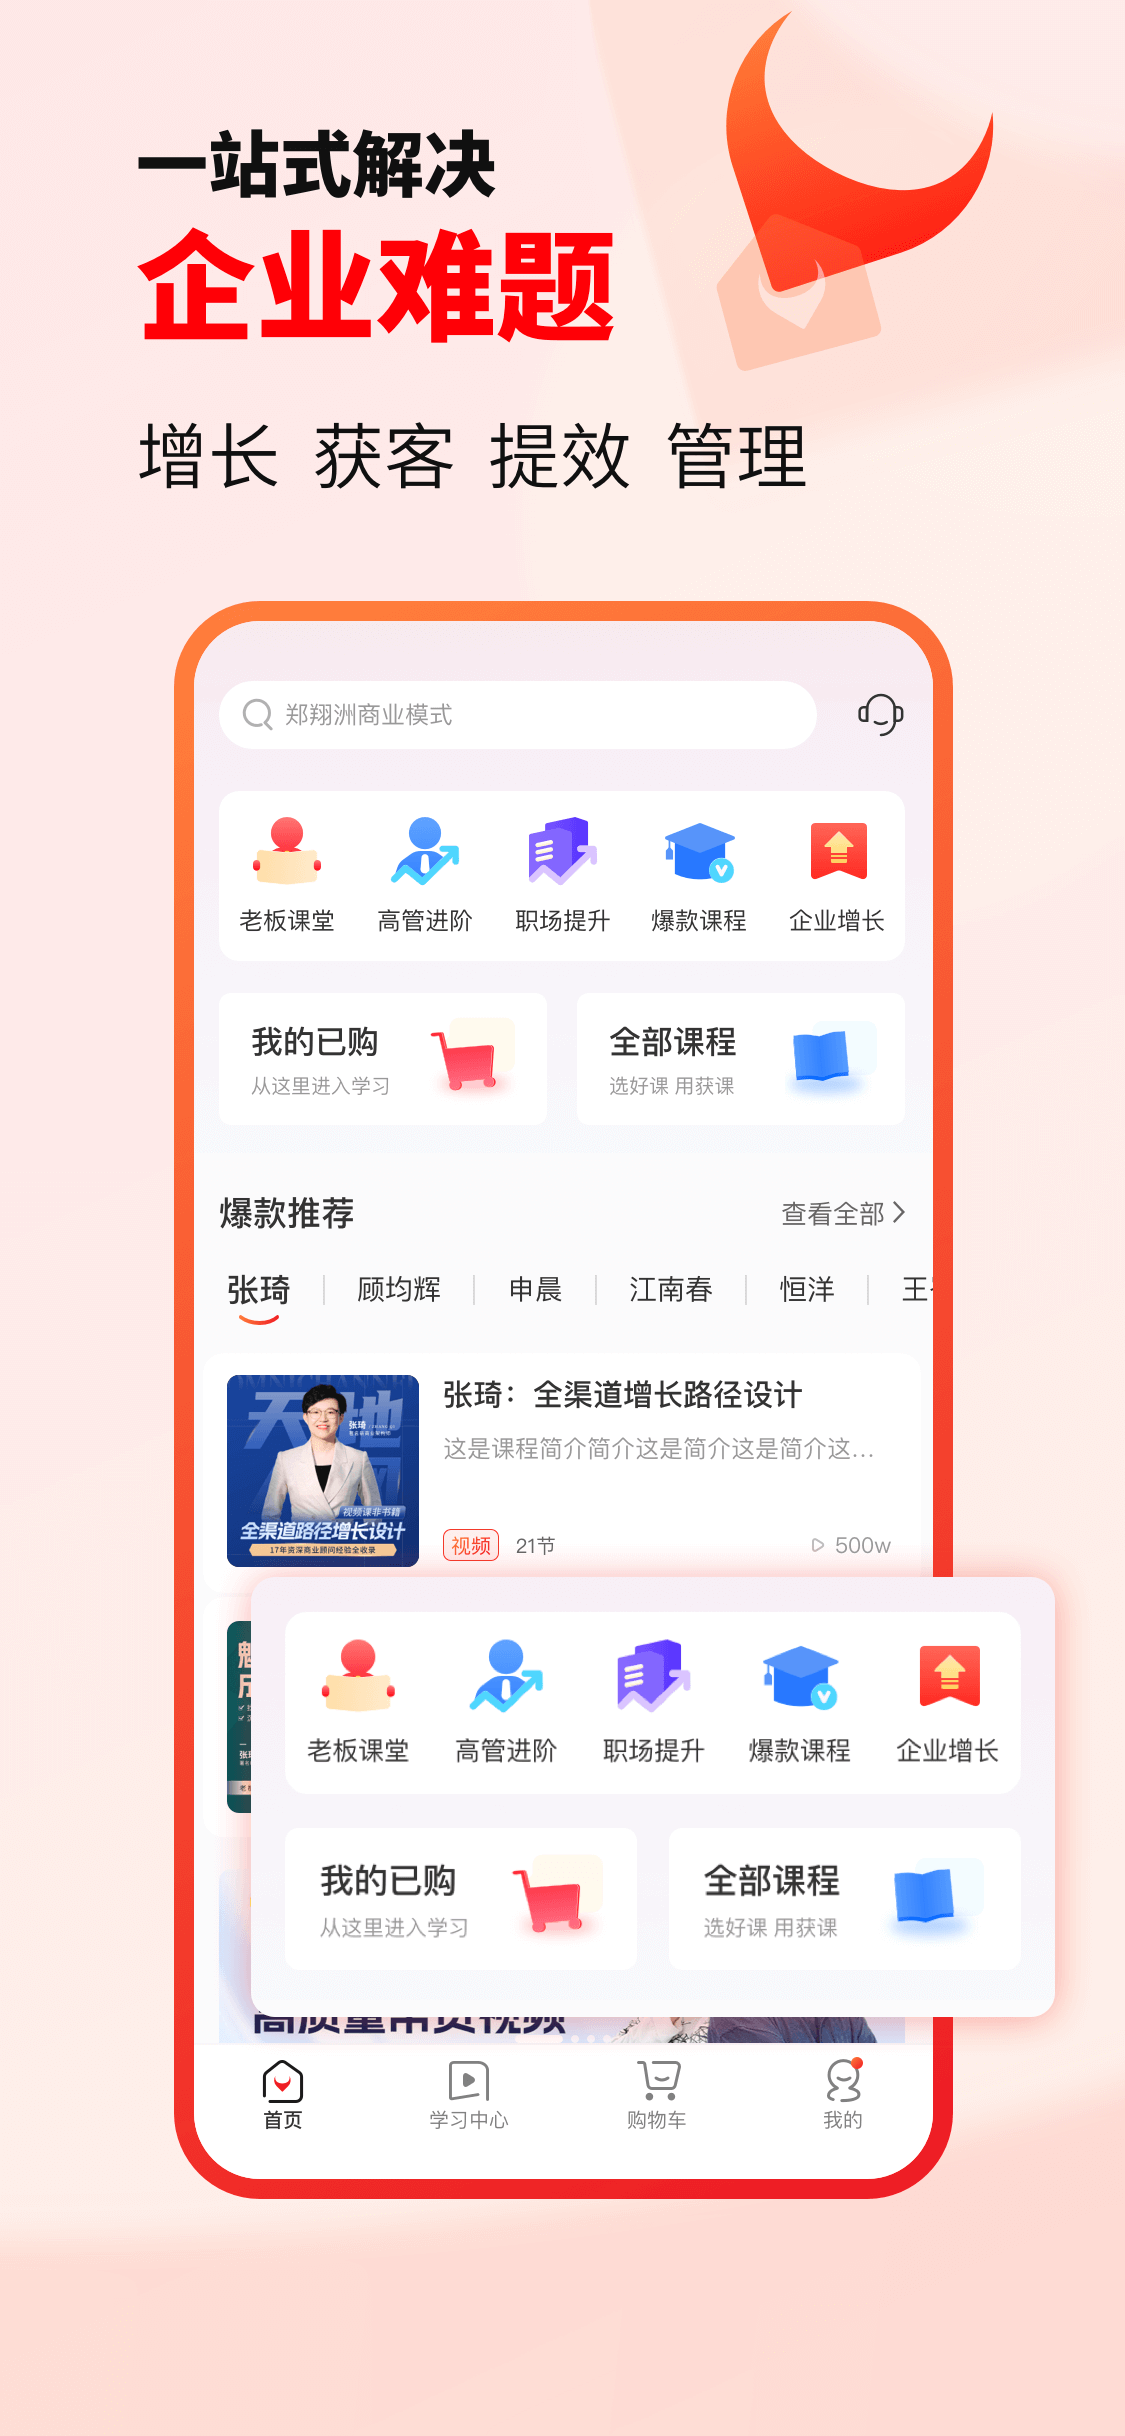 一站式解决
企业难题
增长 获客 提效 管理
郑翔洲商业模式
老板课堂 高管进阶 职场提升 爆款课程 企业增长
我的已购 全部课程
从这里进入学习 选好课 用获课
爆款推荐 查看全部
张琦 顾均辉 申晨 江南春 恒洋 王
张琦：全渠道增长路径设计
这是课程简介简介这是简介这是简介这...
视频 21节 500w
天地
网
张琦
视频课非书籍
全渠道路径增长设计
17年资深商业顾问经验全收录
老板课堂 高管进阶 职场提升 爆款课程 企业增长
我的已购 全部课程
从这里进入学习 选好课 用获课
高质量带货视频
首页 学习中心 购物车 我的